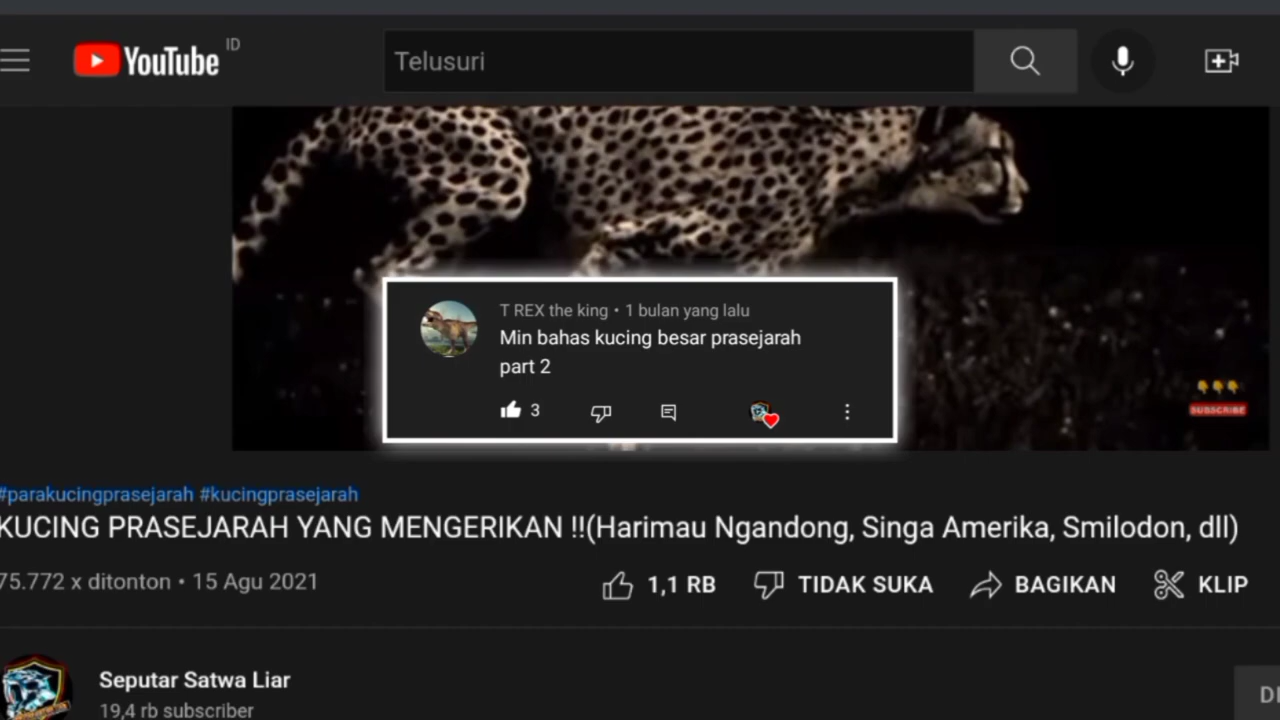 YouTube ID
Telusuri
T REX the king • 1 bulan yang lalu
Min bahas kucing besar prasejarah
part 2
3
SUBSCRIBE
#parakucingprasejarah #kucingprasejarah
KUCING PRASEJARAH YANG MENGERIKAN !!(Harimau Ngandong, Singa Amerika, Smilodon, dll)
75.772 x ditonton • 15 Agu 2021
1,1 RB
TIDAK SUKA
BAGIKAN
KLIP
Seputar Satwa Liar
19,4 rb subscriber